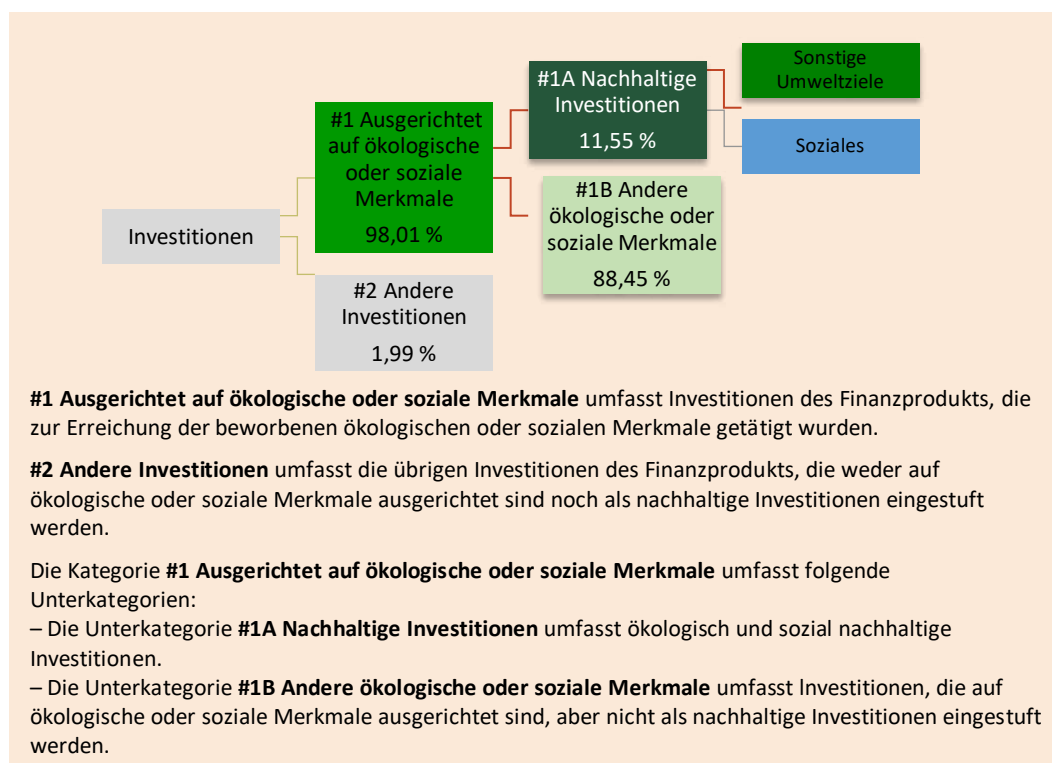 Investitionen
#1 Ausgerichtet
auf ökologische
oder soziale
Merkmale
98,01 %
#2 Andere
Investitionen
1,99 %
#1A Nachhaltige
Investitionen
11,55 %
#1B Andere
ökologische oder
soziale Merkmale
88,45 %
Sonstige
Umweltziele
Soziales
#1 Ausgerichtet auf ökologische oder soziale Merkmale umfasst Investitionen des Finanzprodukts, die
zur Erreichung der beworbenen ökologischen oder sozialen Merkmale getätigt wurden.
#2 Andere Investitionen umfasst die übrigen Investitionen des Finanzprodukts, die weder auf
ökologische oder soziale Merkmale ausgerichtet sind noch als nachhaltige Investitionen eingestuft
werden.
Die Kategorie #1 Ausgerichtet auf ökologische oder soziale Merkmale umfasst folgende
Unterkategorien:
– Die Unterkategorie #1A Nachhaltige Investitionen umfasst ökologisch und sozial nachhaltige
Investitionen.
– Die Unterkategorie #1B Andere ökologische oder soziale Merkmale umfasst lnvestitionen, die auf
ökologische oder soziale Merkmale ausgerichtet sind, aber nicht als nachhaltige Investitionen eingestuft
werden.